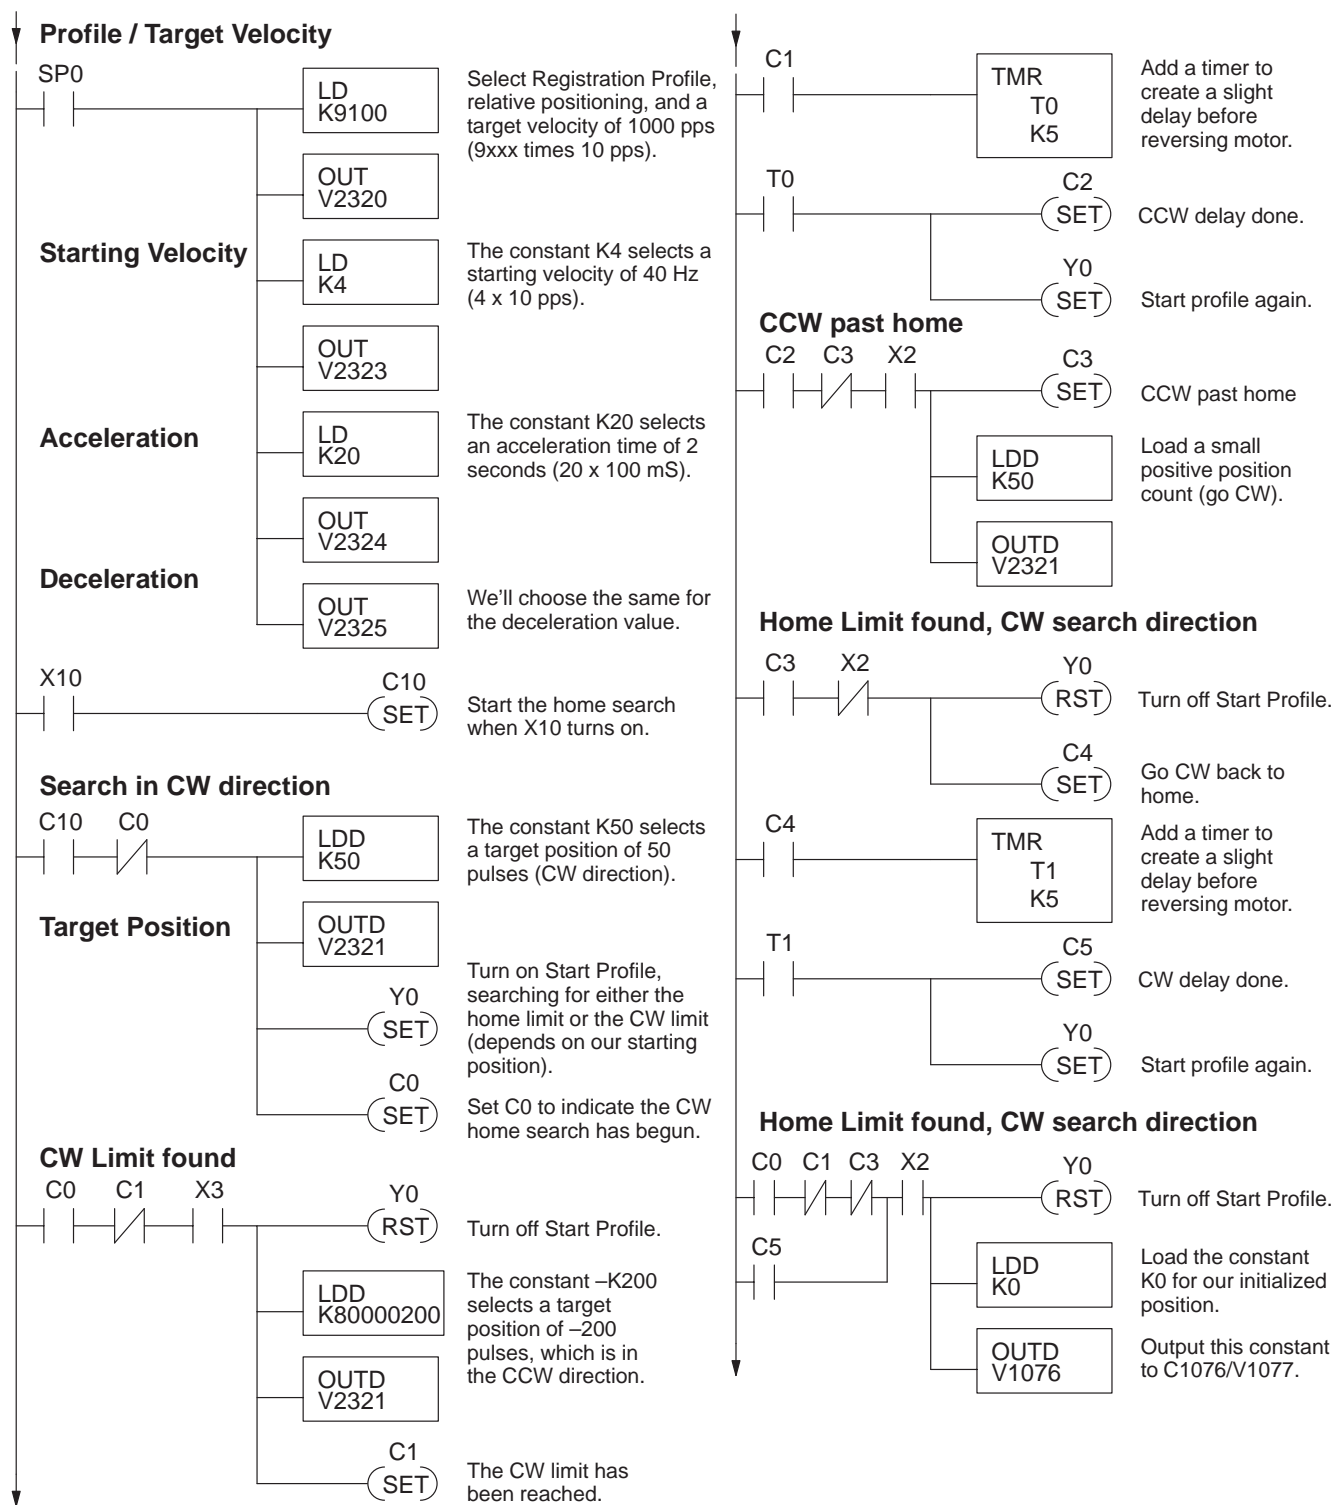 Profile / Target Velocity
SP0
LD
K9100
Select Registration Profile,
relative positioning, and a
target velocity of 1000 pps
(9xxx times 10 pps).
OUT
V2320
Starting Velocity
LD
K4
The constant K4 selects a
starting velocity of 40 Hz
(4 x 10 pps).
OUT
V2323
Acceleration
LD
K20
The constant K20 selects
an acceleration time of 2
seconds (20 x 100 mS).
OUT
V2324
Deceleration
OUT
V2325
We'll choose the same for
the deceleration value.
X10
C10
SET
Start the home search
when X10 turns on.
Search in CW direction
C10 C0
LDD
K50
The constant K50 selects
a target position of 50
pulses (CW direction).
Target Position
OUTD
V2321
Y0
SET
Turn on Start Profile,
searching for either the
home limit or the CW limit
(depends on our starting
position).
C0
SET
Set C0 to indicate the CW
home search has begun.
CW Limit found
C0 C1 X3
Y0
RST
Turn off Start Profile.
LDD
K80000200
The constant –K200
selects a target
position of –200
pulses, which is in
the CCW direction.
OUTD
V2321
C1
SET
The CW limit has
been reached.
C1
TMR
T0
K5
Add a timer to
create a slight
delay before
reversing motor.
T0
C2
SET
CCW delay done.
Y0
SET
Start profile again.
CCW past home
C2 C3 X2
C3
SET
CCW past home
LDD
K50
Load a small
positive position
count (go CW).
OUTD
V2321
Home Limit found, CW search direction
C3 X2
Y0
RST
Turn off Start Profile.
C4
SET
Go CW back to
home.
C4
TMR
T1
K5
Add a timer to
create a slight
delay before
reversing motor.
T1
C5
SET
CW delay done.
Y0
SET
Start profile again.
Home Limit found, CW search direction
C0 C1 C3 X2
Y0
RST
Turn off Start Profile.
C5
LDD
K0
Load the constant
K0 for our initialized
position.
OUTD
V1076
Output this constant
to C1076/V1077.